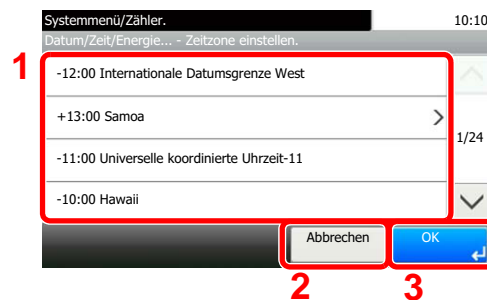 Systemmenü/Zähler.
10:10
Datum/Zeit/Energie... - Zeitzone einstellen.
1
-12:00 Internationale Datumsgrenze West
+13:00 Samoa
1/24
-11:00 Universelle koordinierte Uhrzeit-11
-10:00 Hawaii
Abbrechen
OK
2
3